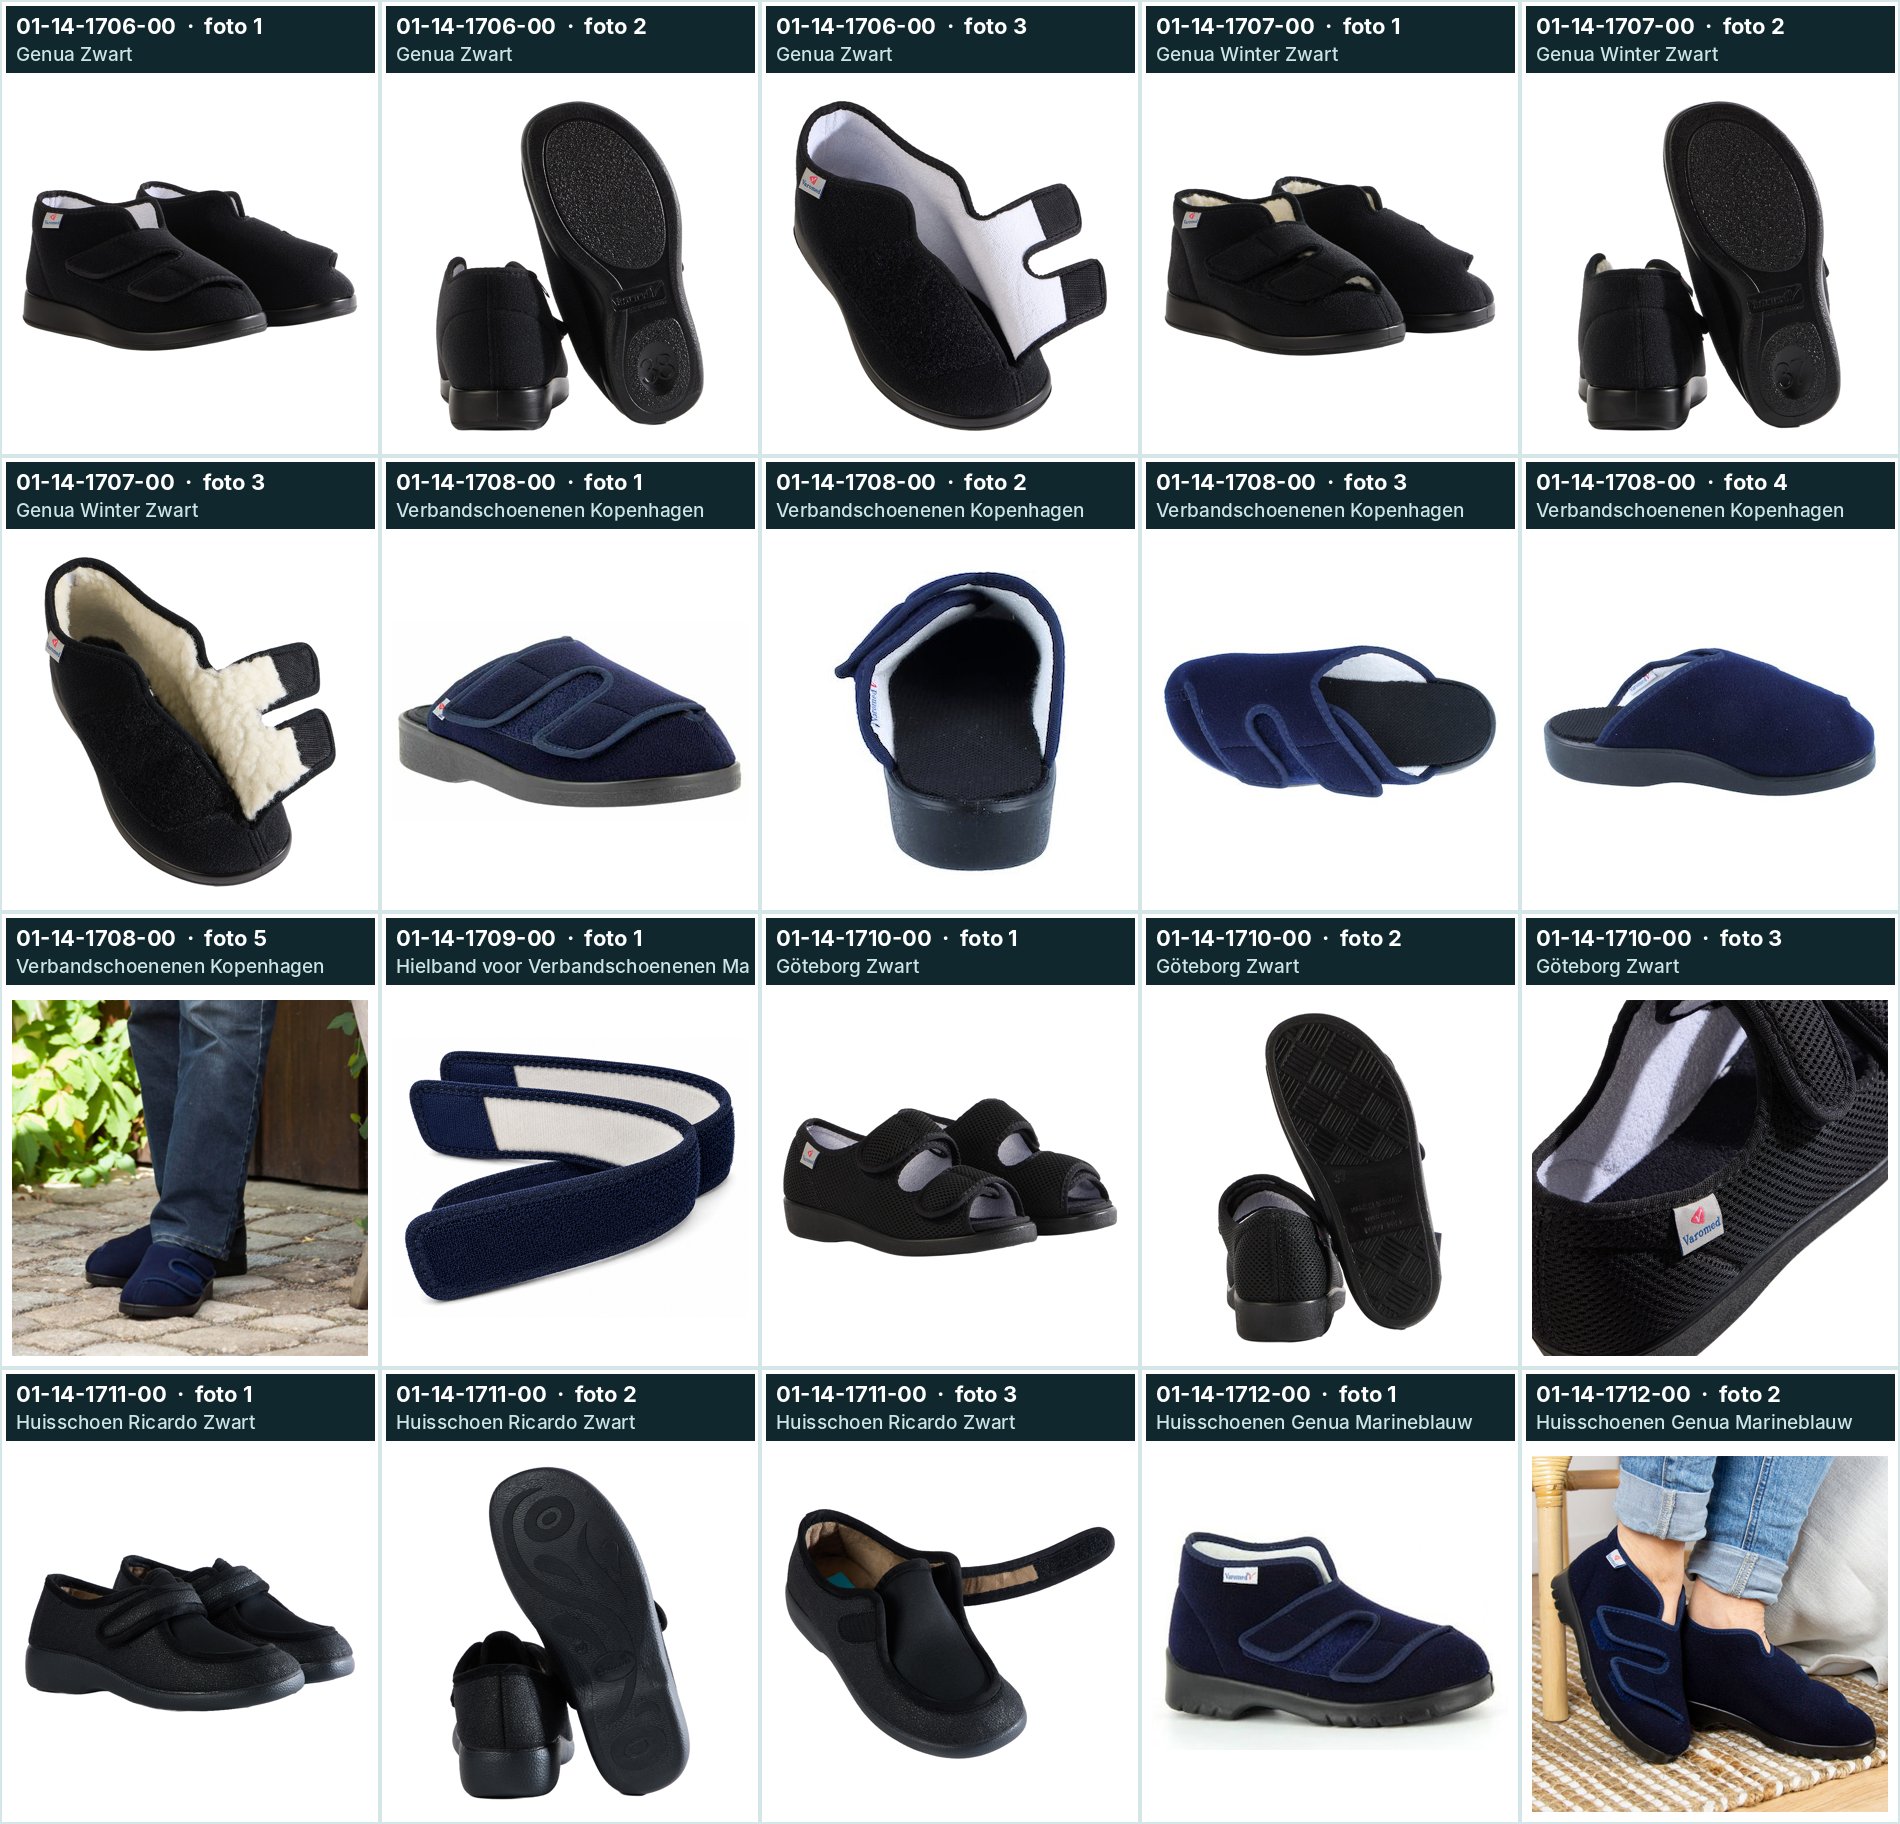 01-14-1706-00 · foto 1
Genua Zwart
01-14-1706-00 · foto 2
Genua Zwart
01-14-1706-00 · foto 3
Genua Zwart
01-14-1707-00 · foto 1
Genua Winter Zwart
01-14-1707-00 · foto 2
Genua Winter Zwart
Varomed
38
Varomed
37
01-14-1707-00 · foto 3
Genua Winter Zwart
01-14-1708-00 · foto 1
Verbandschoenenen Kopenhagen
01-14-1708-00 · foto 2
Verbandschoenenen Kopenhagen
01-14-1708-00 · foto 3
Verbandschoenenen Kopenhagen
01-14-1708-00 · foto 4
Verbandschoenenen Kopenhagen
01-14-1708-00 · foto 5
Verbandschoenenen Kopenhagen
01-14-1709-00 · foto 1
Hielband voor Verbandschoenenen Ma
01-14-1710-00 · foto 1
Göteborg Zwart
01-14-1710-00 · foto 2
Göteborg Zwart
01-14-1710-00 · foto 3
Göteborg Zwart
Varomed
01-14-1711-00 · foto 1
Huisschoen Ricardo Zwart
01-14-1711-00 · foto 2
Huisschoen Ricardo Zwart
01-14-1711-00 · foto 3
Huisschoen Ricardo Zwart
01-14-1712-00 · foto 1
Huisschoenen Genua Marineblauw
01-14-1712-00 · foto 2
Huisschoenen Genua Marineblauw
Varomed